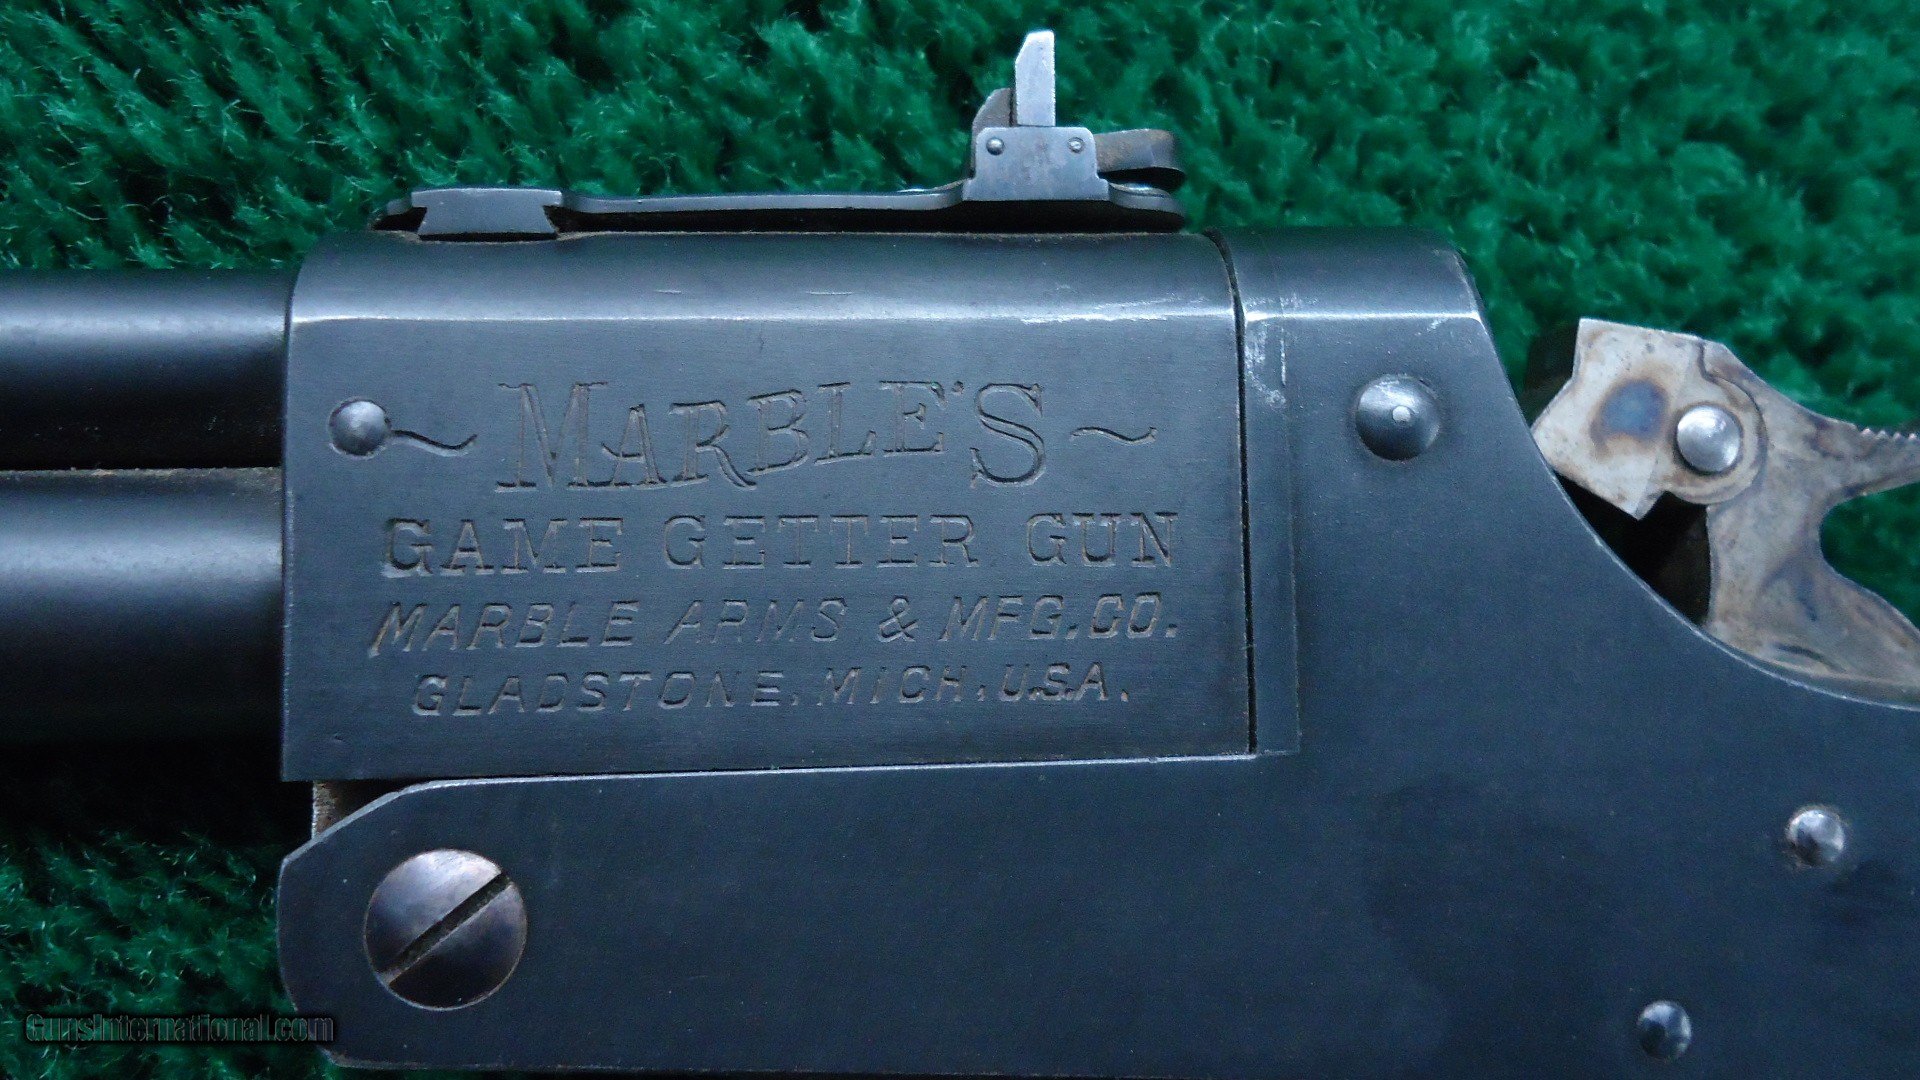 ~ MARBLE'S ~
GAME GETTER GUN
MARBLE ARMS & MFG. CO.
GLADSTONE, MICH. U.S.A.
GunsInternational.com